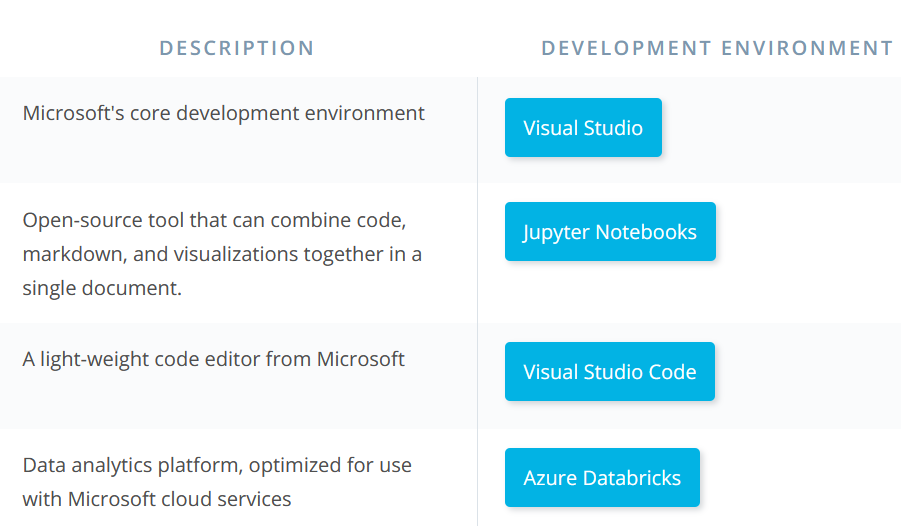 DESCRIPTION
DEVELOPMENT ENVIRONMENT
Microsoft's core development environment
Visual Studio
Open-source tool that can combine code,
markdown, and visualizations together in a
single document.
Jupyter Notebooks
A light-weight code editor from Microsoft
Visual Studio Code
Data analytics platform, optimized for use
with Microsoft cloud services
Azure Databricks